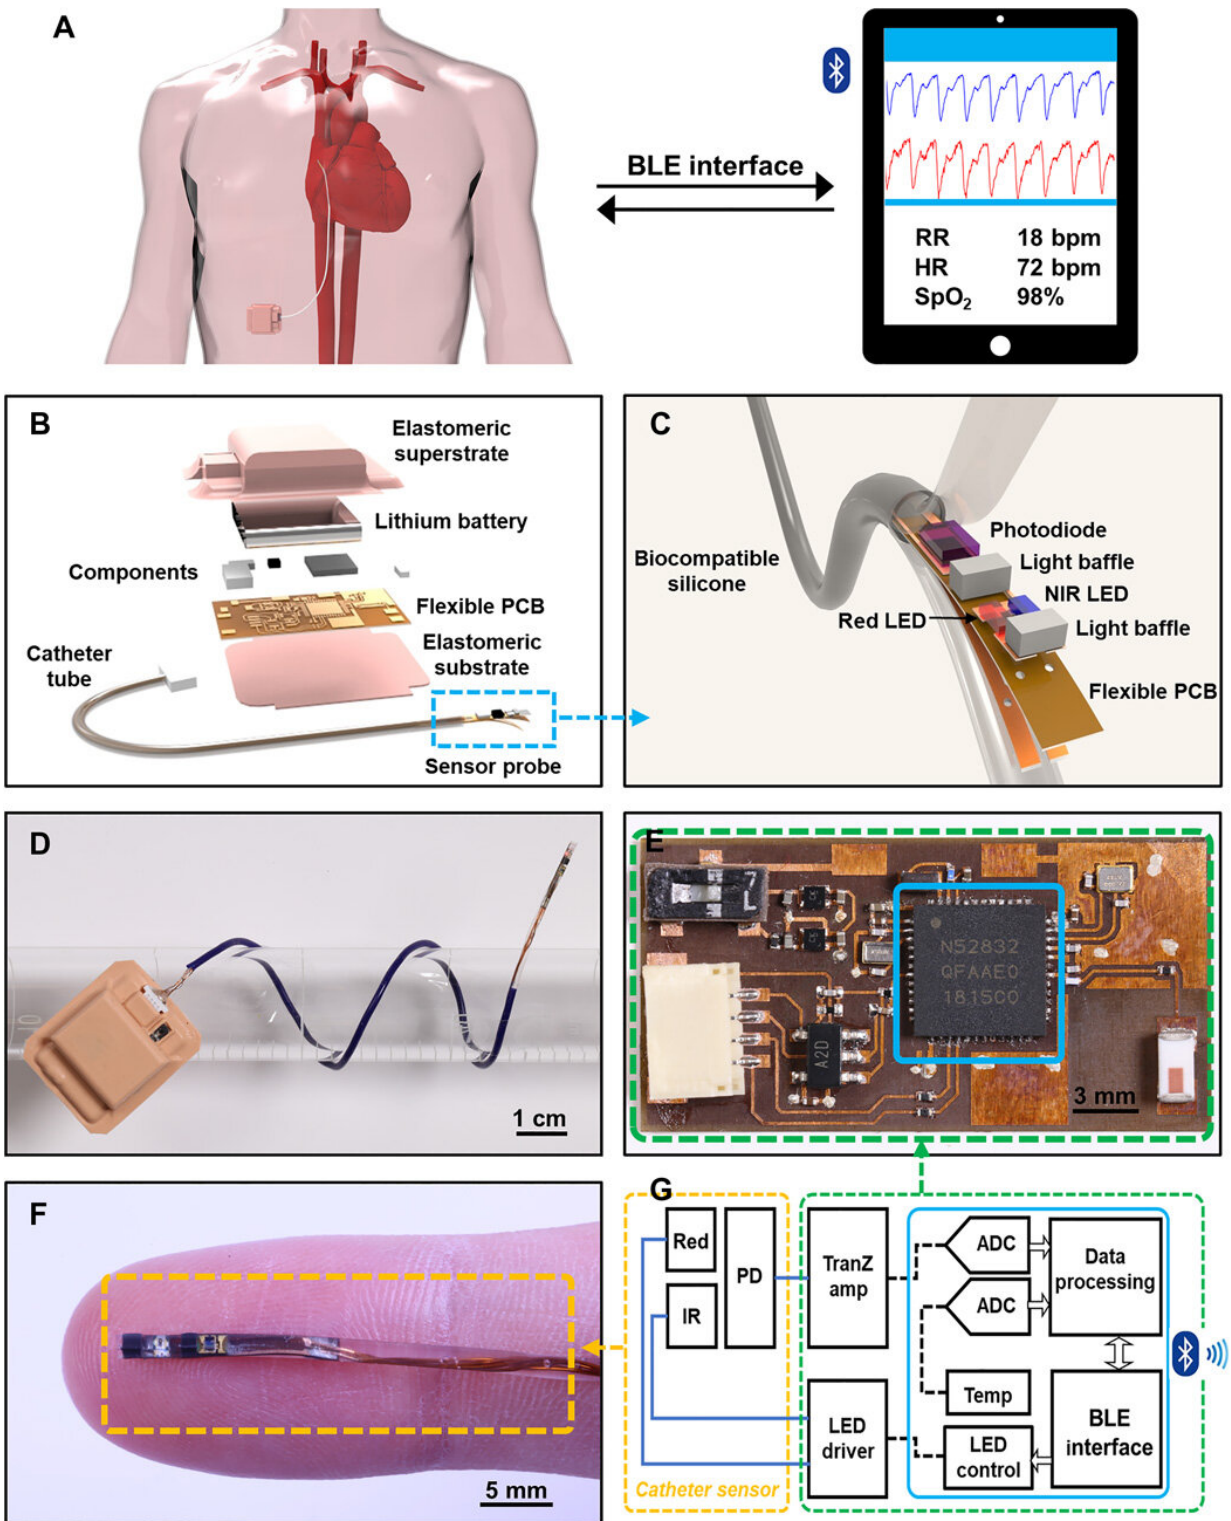 A
BLE interface
RR 18 bpm
HR 72 bpm
SpO₂ 98%
B
Elastomeric
superstrate
Lithium battery
Components
Flexible PCB
Catheter
tube
Elastomeric
substrate
Sensor probe
C
Photodiode
Biocompatible
silicone
Light baffle
NIR LED
Red LED
Light baffle
Flexible PCB
D
1 cm
E
N52832
QFAAE0
1815C0
A2D
3 mm
F
5 mm
G
Red
IR
PD
TranZ
amp
ADC
ADC
Data
processing
Temp
LED
driver
LED
control
BLE
interface
Catheter sensor